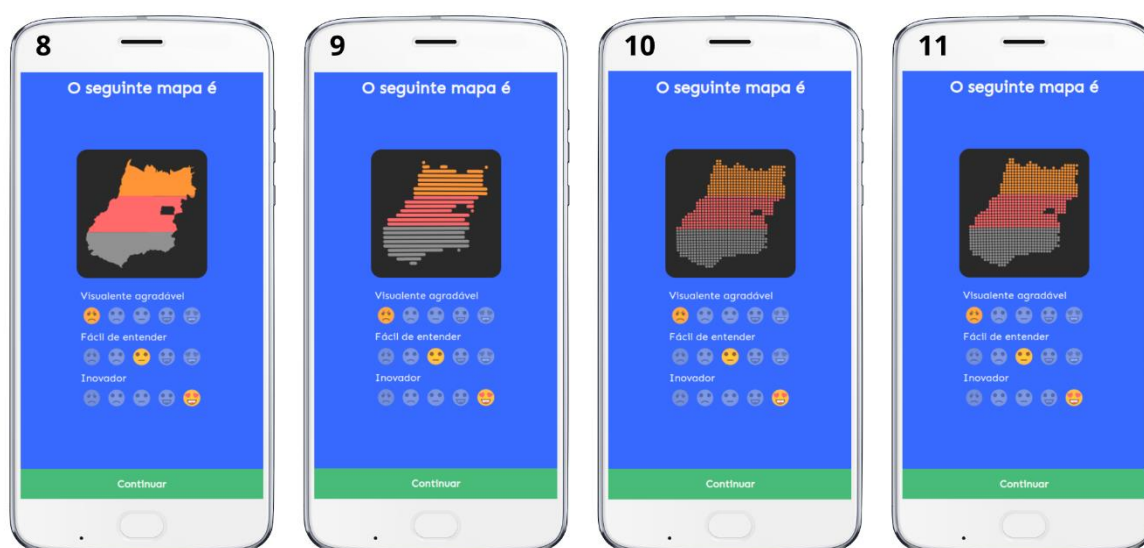 8
O seguinte mapa é
Visualente agradável
Fácil de entender
Inovador
Continuar
9
O seguinte mapa é
Visualente agradável
Fácil de entender
Inovador
Continuar
10
O seguinte mapa é
Visualente agradável
Fácil de entender
Inovador
Continuar
11
O seguinte mapa é
Visualente agradável
Fácil de entender
Inovador
Continuar